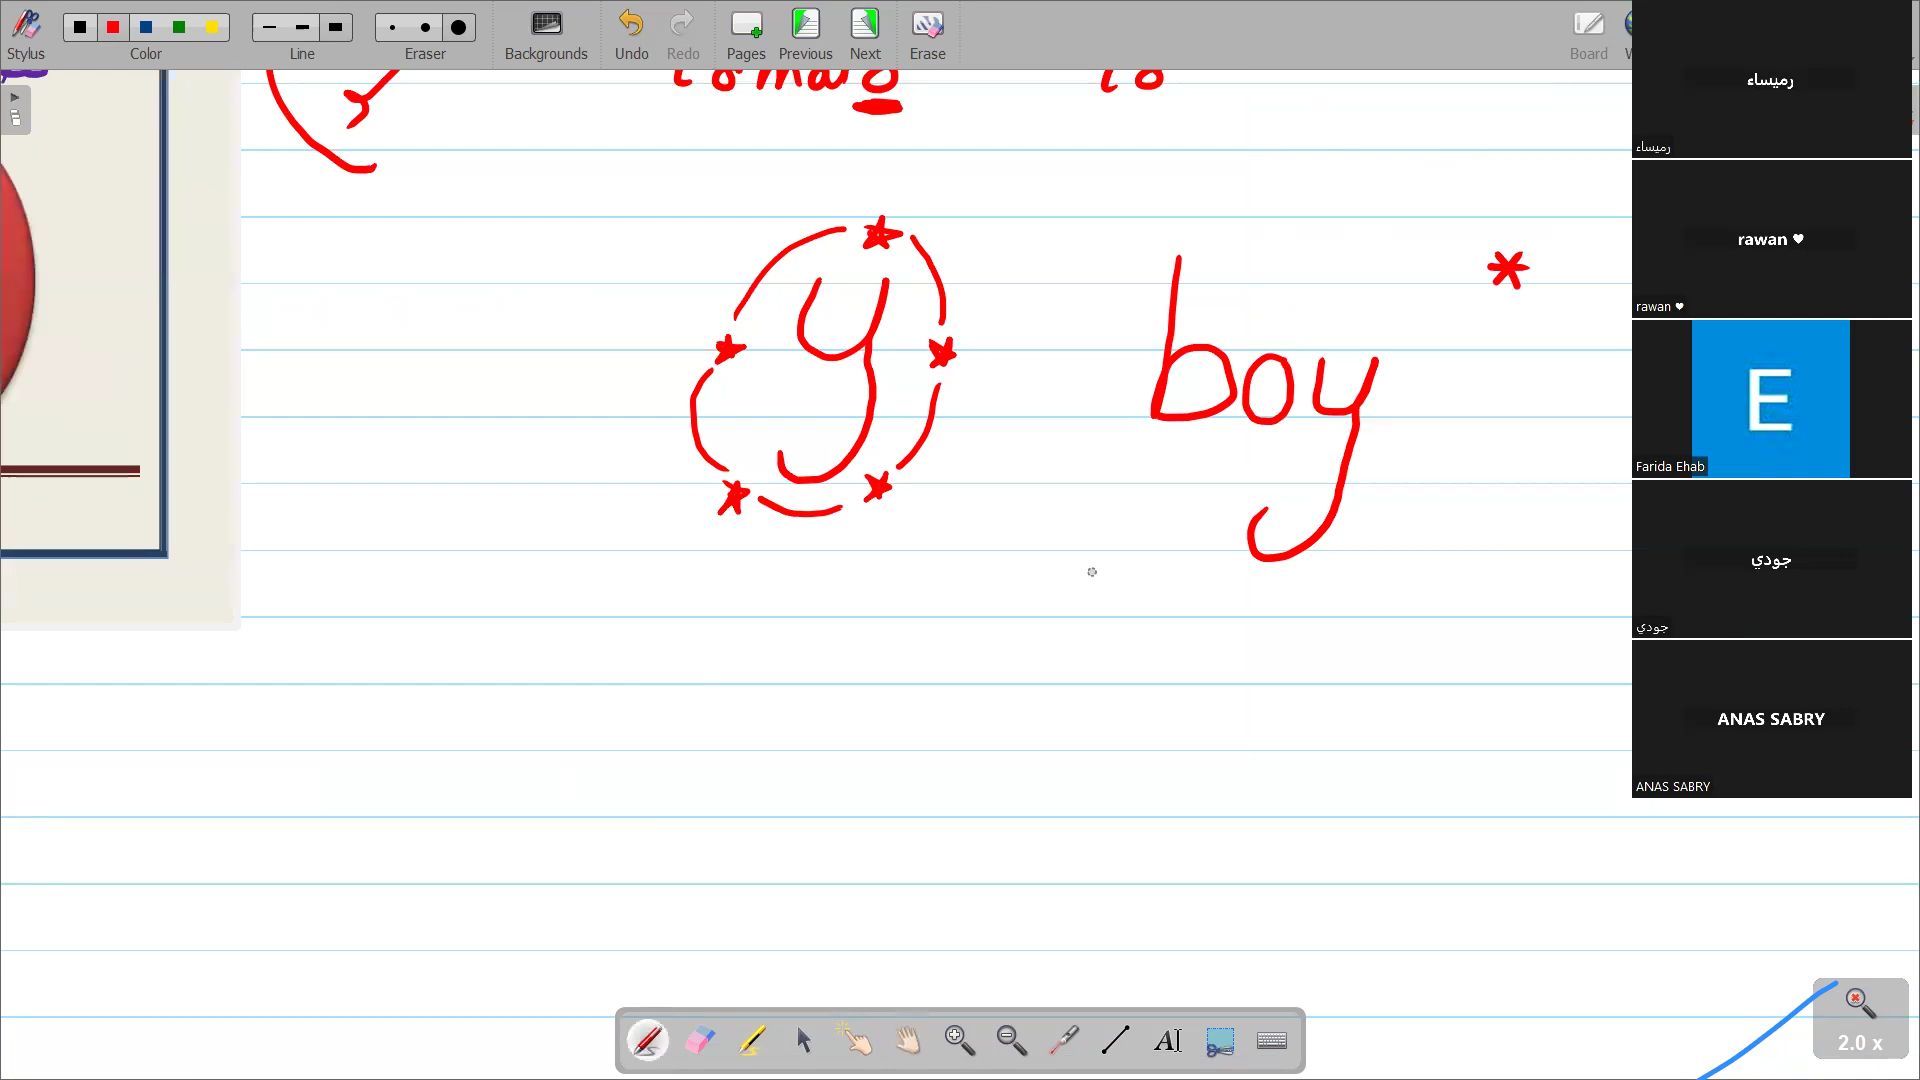 Stylus Color Line Eraser Backgrounds Undo Redo Pages Previous Next Erase Board
رميساء
رميساء
rawan ♥
rawan ♥
y boy *
E
Farida Ehab
جودي
جودي
ANAS SABRY
ANAS SABRY
2.0 x